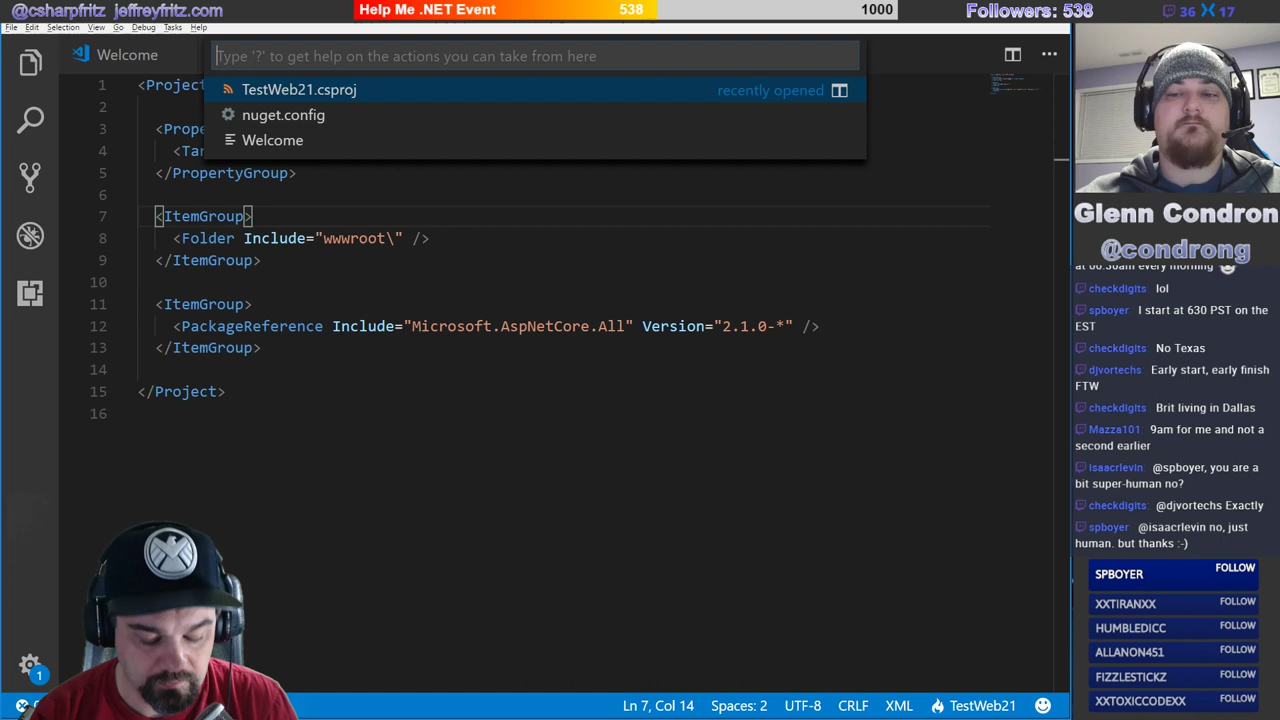 @csharpfritz jeffreyfritz.com
Help Me .NET Event 538 1000
Followers: 538
36 17
File Edit Selection View Go Debug Tasks Help
Welcome
Type '?' to get help on the actions you can take from here
TestWeb21.csproj recently opened
nuget.config
Welcome
1 <Projec
2
3 <Prope
4 <Tar
5 </PropertyGroup>
6
7 <ItemGroup>
8 <Folder Include="wwwroot\" />
9 </ItemGroup>
10
11 <ItemGroup>
12 <PackageReference Include="Microsoft.AspNetCore.All" Version="2.1.0-*" />
13 </ItemGroup>
14
15 </Project>
16
1
Ln 7, Col 14 Spaces: 2 UTF-8 CRLF XML TestWeb21
Glenn Condron
@condrong
at 06:30am every morning
checkdigits: lol
spboyer: I start at 630 PST on the
EST
checkdigits: No Texas
djvortechs: Early start, early finish
FTW
checkdigits: Brit living in Dallas
Mazza101: 9am for me and not a
second earlier
isaacrlevin: @spboyer, you are a
bit super-human no?
checkdigits: @djvortechs Exactly
spboyer: @isaacrlevin no, just
human. but thanks :-)
SPBOYER FOLLOW
XXTIRANXX FOLLOW
HUMBLEDICC FOLLOW
ALLANON451 FOLLOW
FIZZLESTICKZ FOLLOW
XXTOXICCODEXX FOLLOW